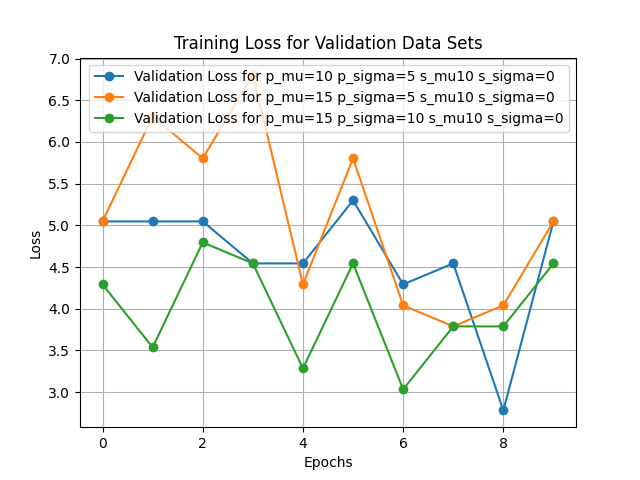 Training Loss for Validation Data Sets
Validation Loss for p_mu=10 p_sigma=5 s_mu10 s_sigma=0
Validation Loss for p_mu=15 p_sigma=5 s_mu10 s_sigma=0
Validation Loss for p_mu=15 p_sigma=10 s_mu10 s_sigma=0
7.0
6.5
6.0
5.5
5.0
4.5
4.0
3.5
3.0
Loss
0 2 4 6 8
Epochs